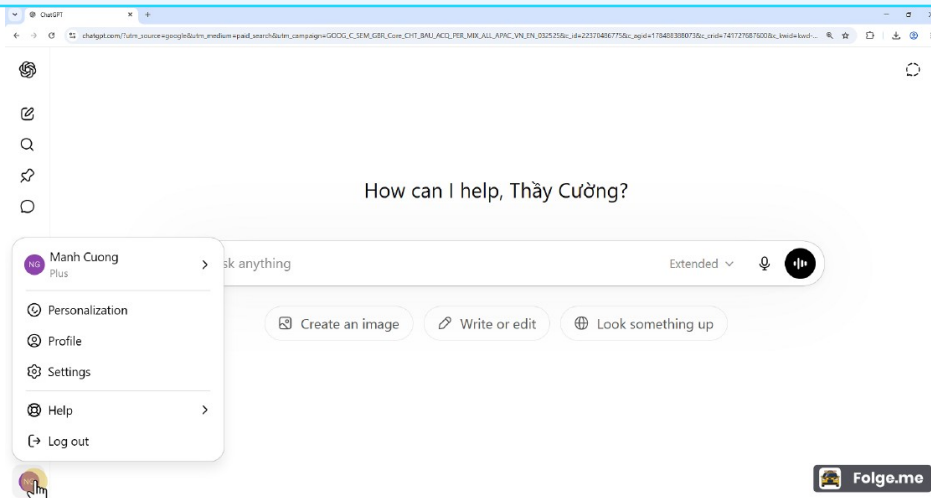 ChatGPT
How can I help, Thầy Cường?
NG
Manh Cuong
Plus
sk anything
Extended
Personalization
Create an image
Write or edit
Look something up
Profile
Settings
Help
Log out
Folge.me